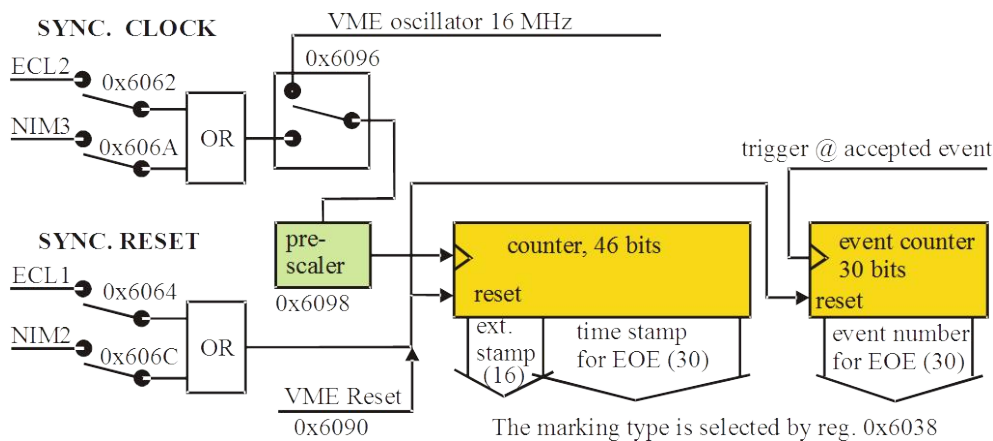 VME oscillator 16 MHz
SYNC. CLOCK
0x6096
ECL2
0x6062
OR
NIM3
0x606A
trigger @ accepted event
SYNC. RESET
pre-
scaler
0x6098
counter, 46 bits
reset
event counter
30 bits
reset
ECL1
0x6064
OR
NIM2
0x606C
ext.
stamp
(16)
time stamp
for EOE (30)
event number
for EOE (30)
VME Reset
0x6090
The marking type is selected by reg. 0x6038